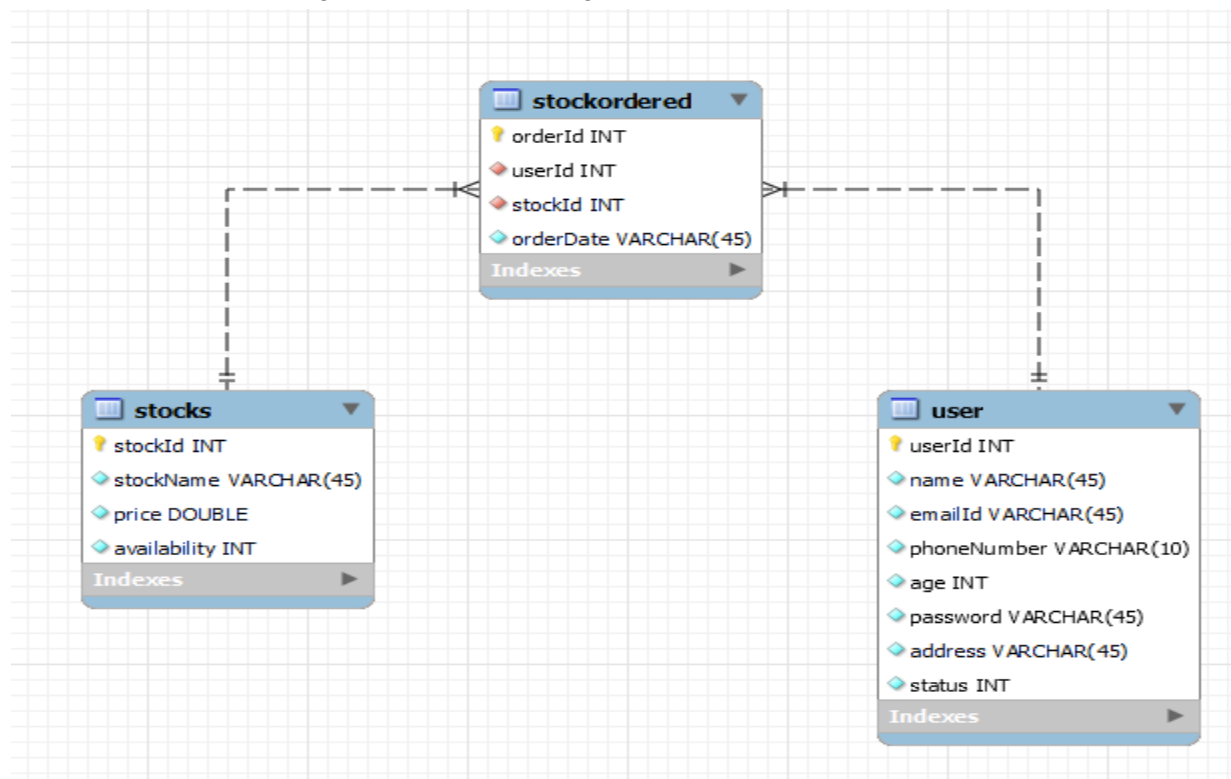 stockordered
orderId INT
userId INT
stockId INT
orderDate VARCHAR(45)
Indexes
stocks
stockId INT
stockName VARCHAR(45)
price DOUBLE
availability INT
Indexes
user
userId INT
name VARCHAR(45)
emailId VARCHAR(45)
phoneNumber VARCHAR(10)
age INT
password VARCHAR(45)
address VARCHAR(45)
status INT
Indexes